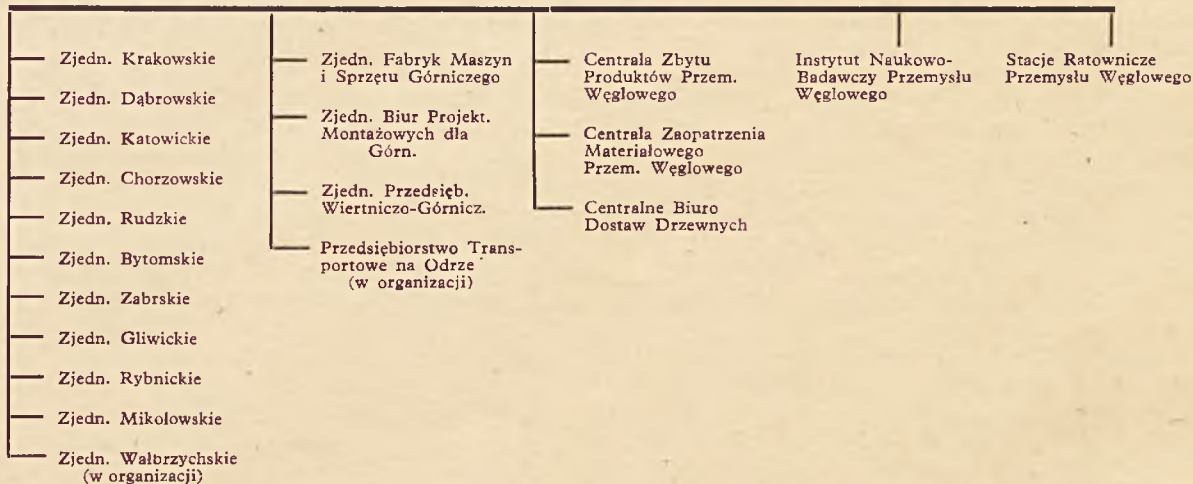 Zjedn. Krakowskie
Zjedn. Dąbrowskie
Zjedn. Katowickie
Zjedn. Chorzowskie
Zjedn. Rudzkie
Zjedn. Bytomskie
Zjedn. Zabrskie
Zjedn. Gliwickie
Zjedn. Rybnickie
Zjedn. Mikołowskie
Zjedn. Wałbrzychskie
(w organizacji)
Zjedn. Fabryk Maszyn
i Sprzętu Górniczego
Zjedn. Biur Projekt.
Montażowych dla
Górn.
Zjedn. Przedsięb.
Wiertniczo-Górnicz.
Przedsiębiorstwo Trans-
portowe na Odrze
(w organizacji)
Centrala Zbytu
Produktów Przem.
Węglowego
Centrala Zaopatrzenia
Materiałowego
Przem. Węglowego
Centralne Biuro
Dostaw Drzewnych
Instytut Naukowo-
Badawczy Przemysłu
Węglowego
Stacje Ratownicze
Przemysłu Węglowego